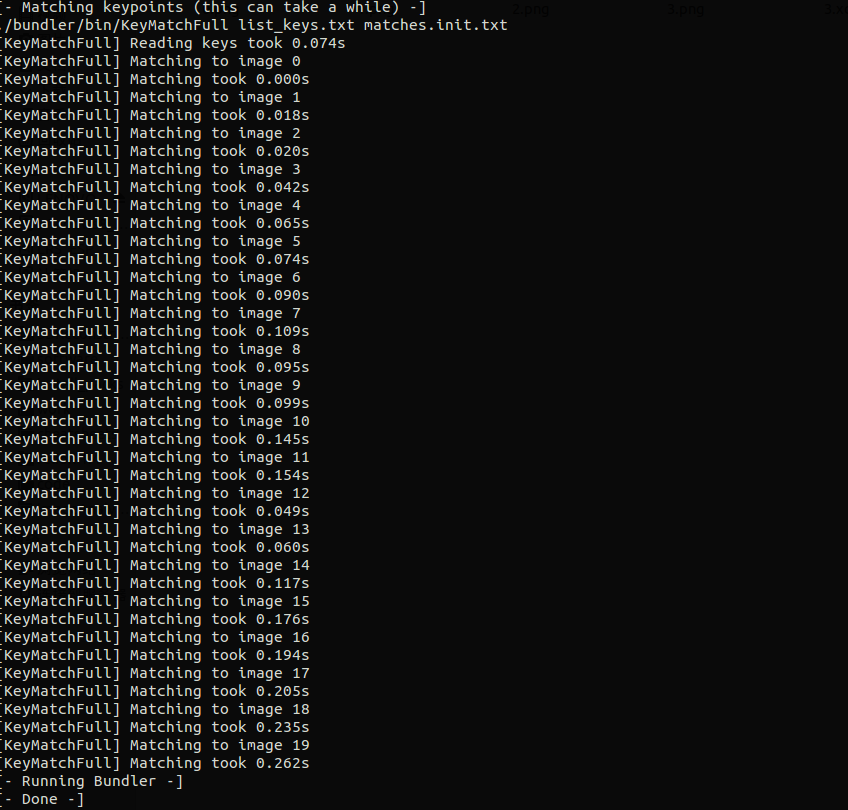 [- Matching keypoints (this can take a while) -]
./bundler/bin/KeyMatchFull list_keys.txt matches.init.txt
[KeyMatchFull] Reading keys took 0.074s
[KeyMatchFull] Matching to image 0
[KeyMatchFull] Matching took 0.000s
[KeyMatchFull] Matching to image 1
[KeyMatchFull] Matching took 0.018s
[KeyMatchFull] Matching to image 2
[KeyMatchFull] Matching took 0.020s
[KeyMatchFull] Matching to image 3
[KeyMatchFull] Matching took 0.042s
[KeyMatchFull] Matching to image 4
[KeyMatchFull] Matching took 0.065s
[KeyMatchFull] Matching to image 5
[KeyMatchFull] Matching took 0.074s
[KeyMatchFull] Matching to image 6
[KeyMatchFull] Matching took 0.090s
[KeyMatchFull] Matching to image 7
[KeyMatchFull] Matching took 0.109s
[KeyMatchFull] Matching to image 8
[KeyMatchFull] Matching took 0.095s
[KeyMatchFull] Matching to image 9
[KeyMatchFull] Matching took 0.099s
[KeyMatchFull] Matching to image 10
[KeyMatchFull] Matching took 0.145s
[KeyMatchFull] Matching to image 11
[KeyMatchFull] Matching took 0.154s
[KeyMatchFull] Matching to image 12
[KeyMatchFull] Matching took 0.049s
[KeyMatchFull] Matching to image 13
[KeyMatchFull] Matching took 0.060s
[KeyMatchFull] Matching to image 14
[KeyMatchFull] Matching took 0.117s
[KeyMatchFull] Matching to image 15
[KeyMatchFull] Matching took 0.176s
[KeyMatchFull] Matching to image 16
[KeyMatchFull] Matching took 0.194s
[KeyMatchFull] Matching to image 17
[KeyMatchFull] Matching took 0.205s
[KeyMatchFull] Matching to image 18
[KeyMatchFull] Matching took 0.235s
[KeyMatchFull] Matching to image 19
[KeyMatchFull] Matching took 0.262s
[- Running Bundler -]
[- Done -]
2.png
3.png